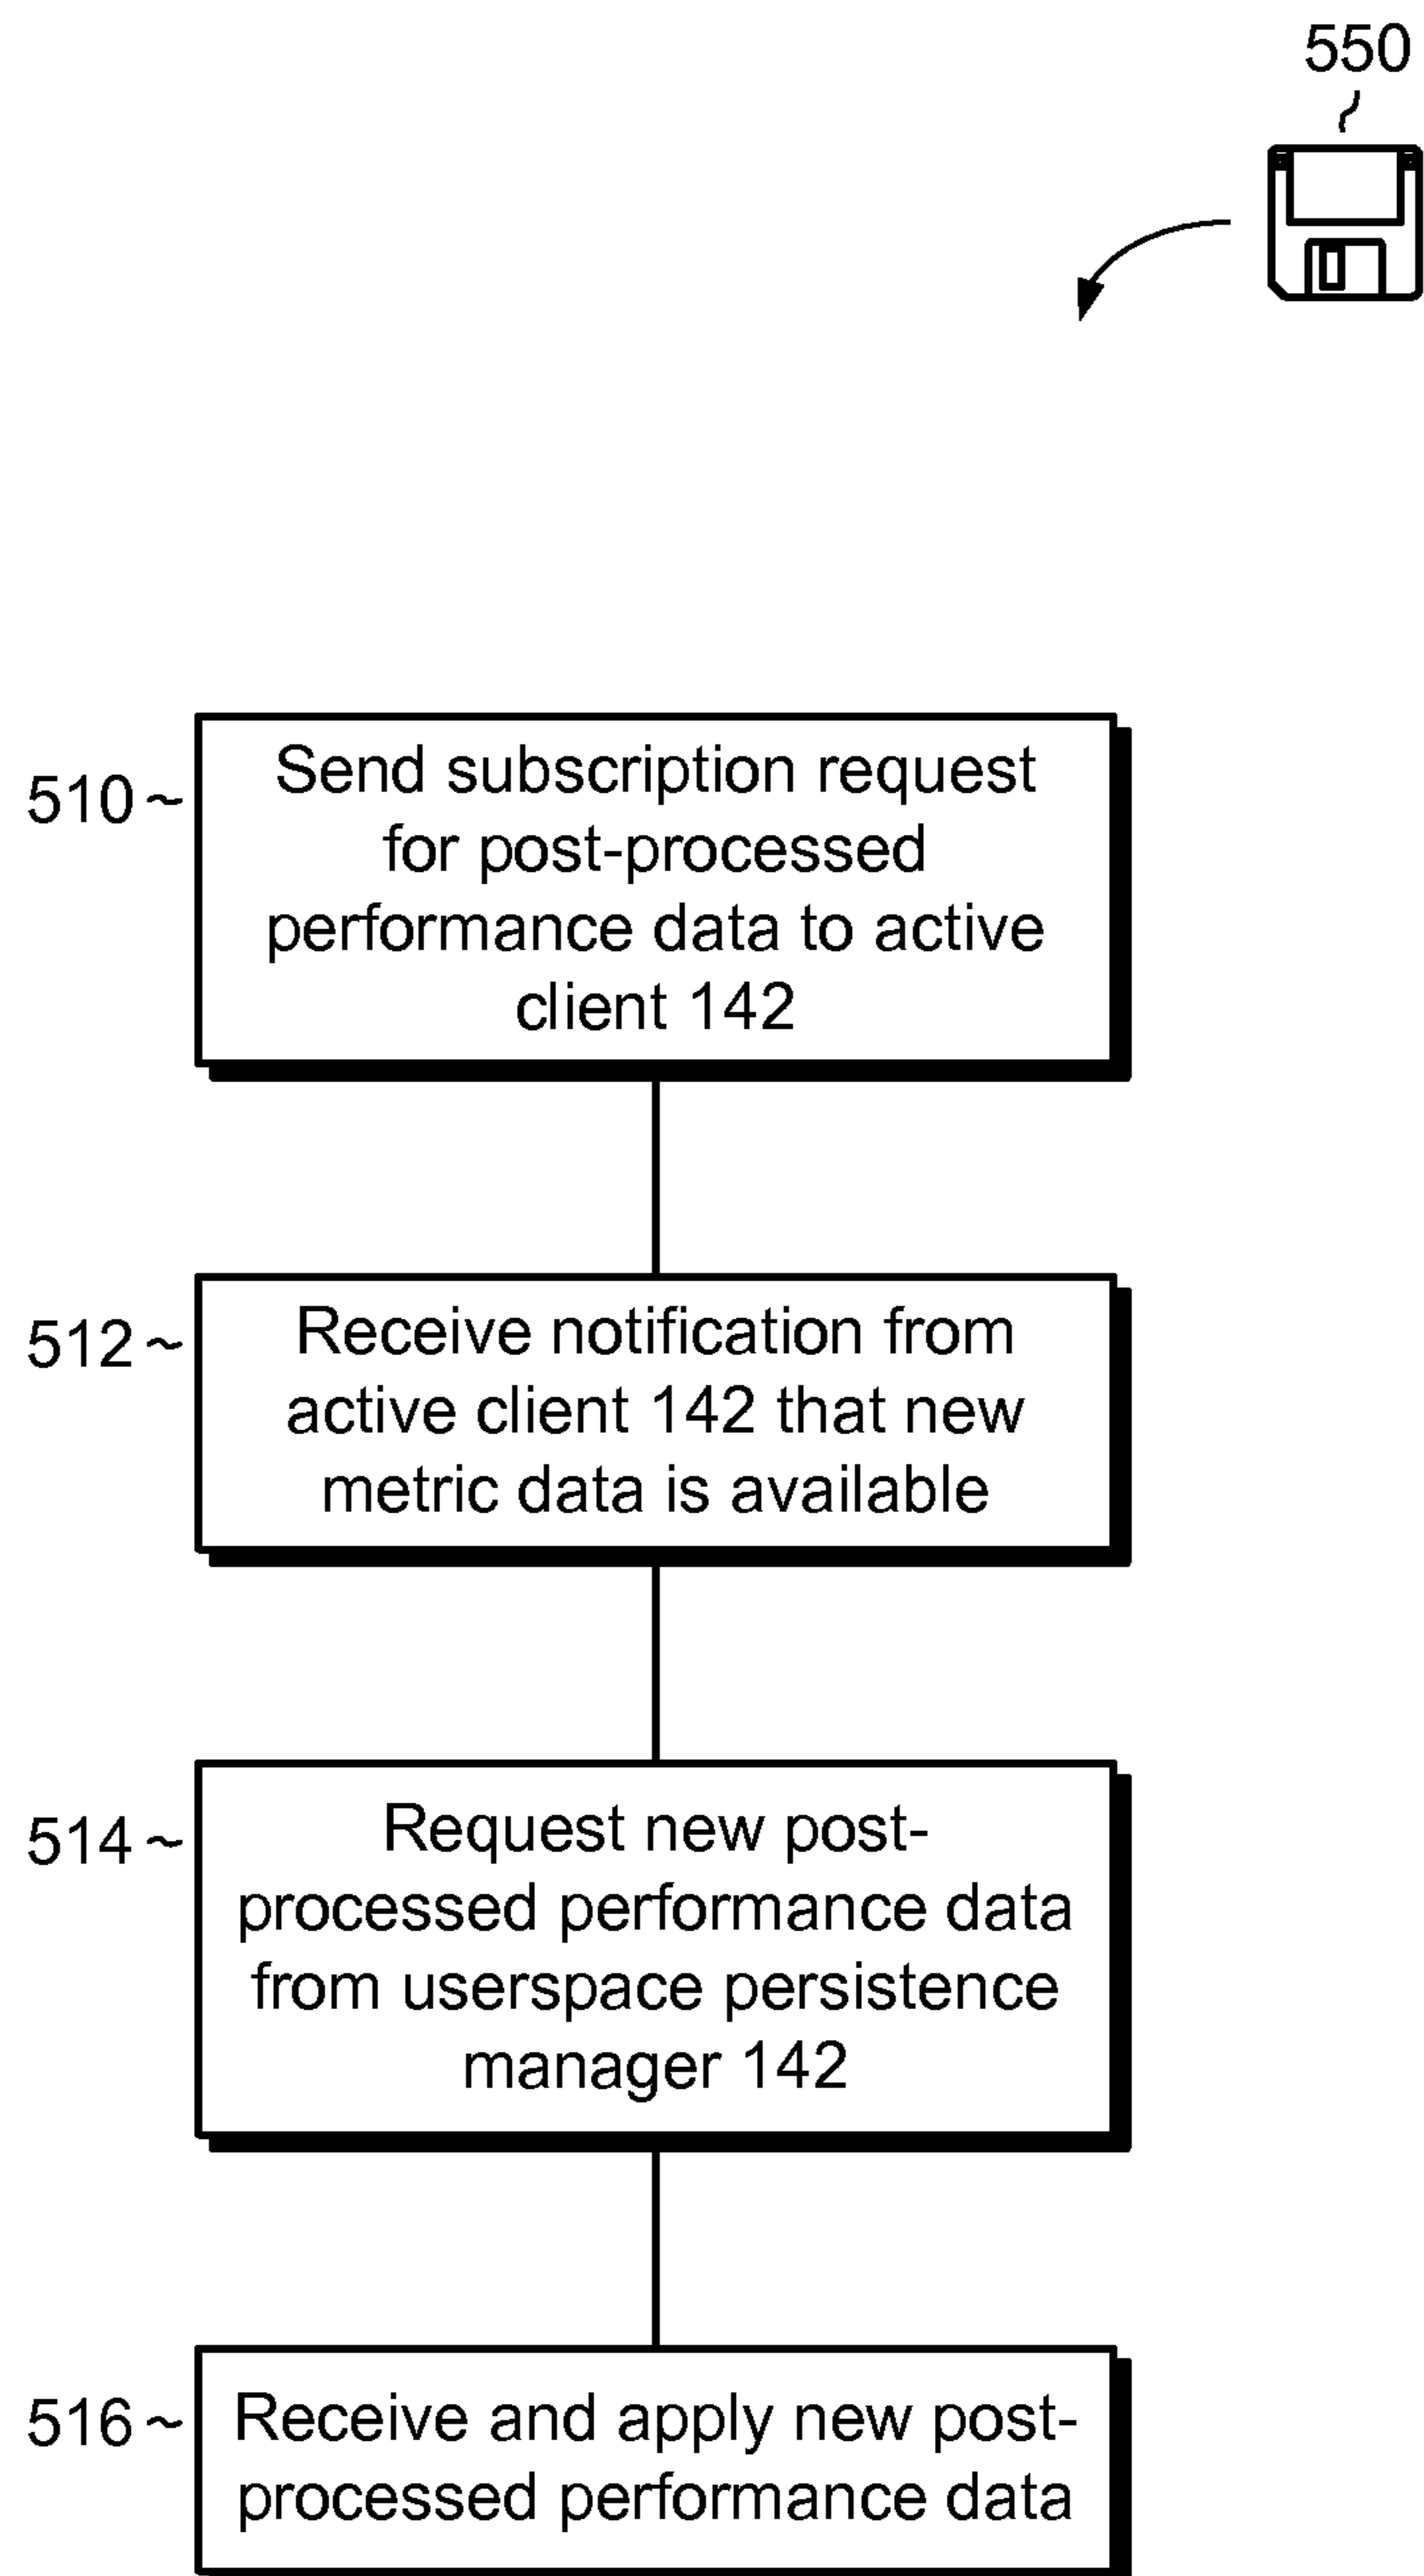 550
510
Send subscription request
for post-processed
performance data to active
client 142
512
Receive notification from
active client 142 that new
metric data is available
514
Request new post-
processed performance data
from userspace persistence
manager 142
516
Receive and apply new post-
processed performance data